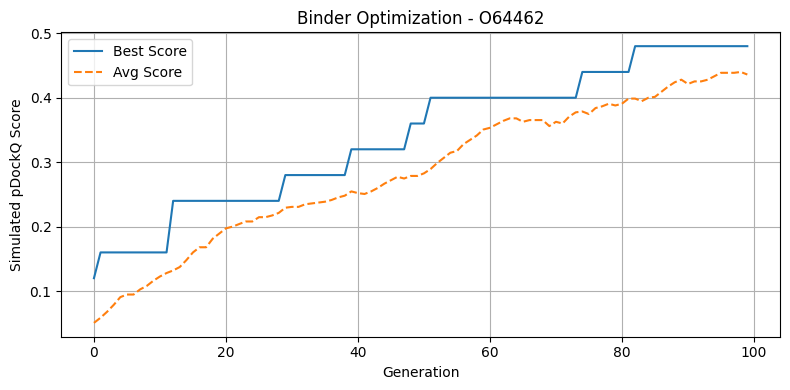 Binder Optimization - O64462
Best Score
Avg Score
Simulated pDockQ Score
0.5
0.4
0.3
0.2
0.1
0 20 40 60 80 100
Generation